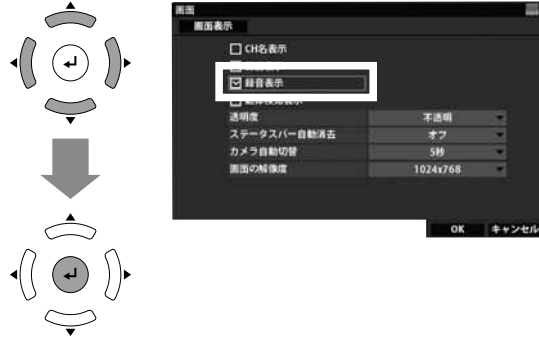 画面
画面表示
CH名表示
録音表示
透明度 不透明
ステータスバー自動消去 オフ
カメラ自動切替 5秒
画面の解像度 1024x768
OK キャンセル